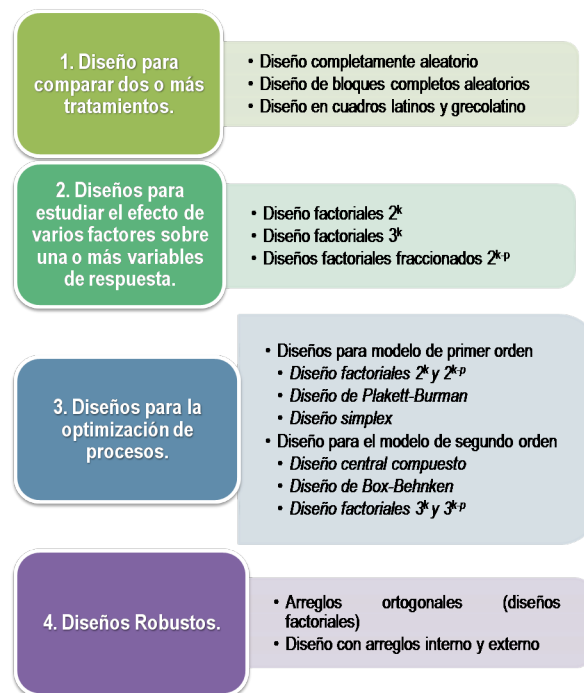 1. Diseño para
comparar dos o más
tratamientos.
• Diseño completamente aleatorio
• Diseño de bloques completos aleatorios
• Diseño en cuadros latinos y grecolatino
2. Diseños para
estudiar el efecto de
varios factores sobre
una o más variables
de respuesta.
• Diseño factoriales 2ᵏ
• Diseño factoriales 3ᵏ
• Diseños factoriales fraccionados 2ᵏ⁻ᵖ
3. Diseños para la
optimización de
procesos.
• Diseños para modelo de primer orden
• Diseño factoriales 2ᵏ y 2ᵏ⁻ᵖ
• Diseño de Plakett-Burman
• Diseño simplex
• Diseño para el modelo de segundo orden
• Diseño central compuesto
• Diseño de Box-Behnken
• Diseño factoriales 3ᵏ y 3ᵏ⁻ᵖ
4. Diseños Robustos.
• Arreglos ortogonales (diseños
factoriales)
• Diseño con arreglos interno y externo